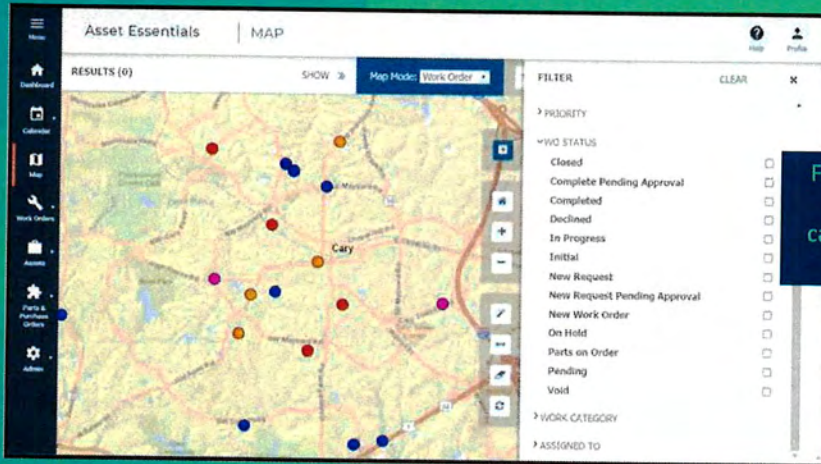 Asset Essentials | MAP
Help
Profile
Menu
Dashboard
Calendar
Map
Work Orders
Assets
Parts &
Purchase
Orders
Admin
RESULTS (0)
SHOW »
Map Mode: Work Order
Cary
FILTER
CLEAR
x
PRIORITY
WO STATUS
Closed
Complete Pending Approval
Completed
Declined
In Progress
Initial
New Request
New Request Pending Approval
New Work Order
On Hold
Parts on Order
Pending
Void
WORK CATEGORY
ASSIGNED TO
F
ca